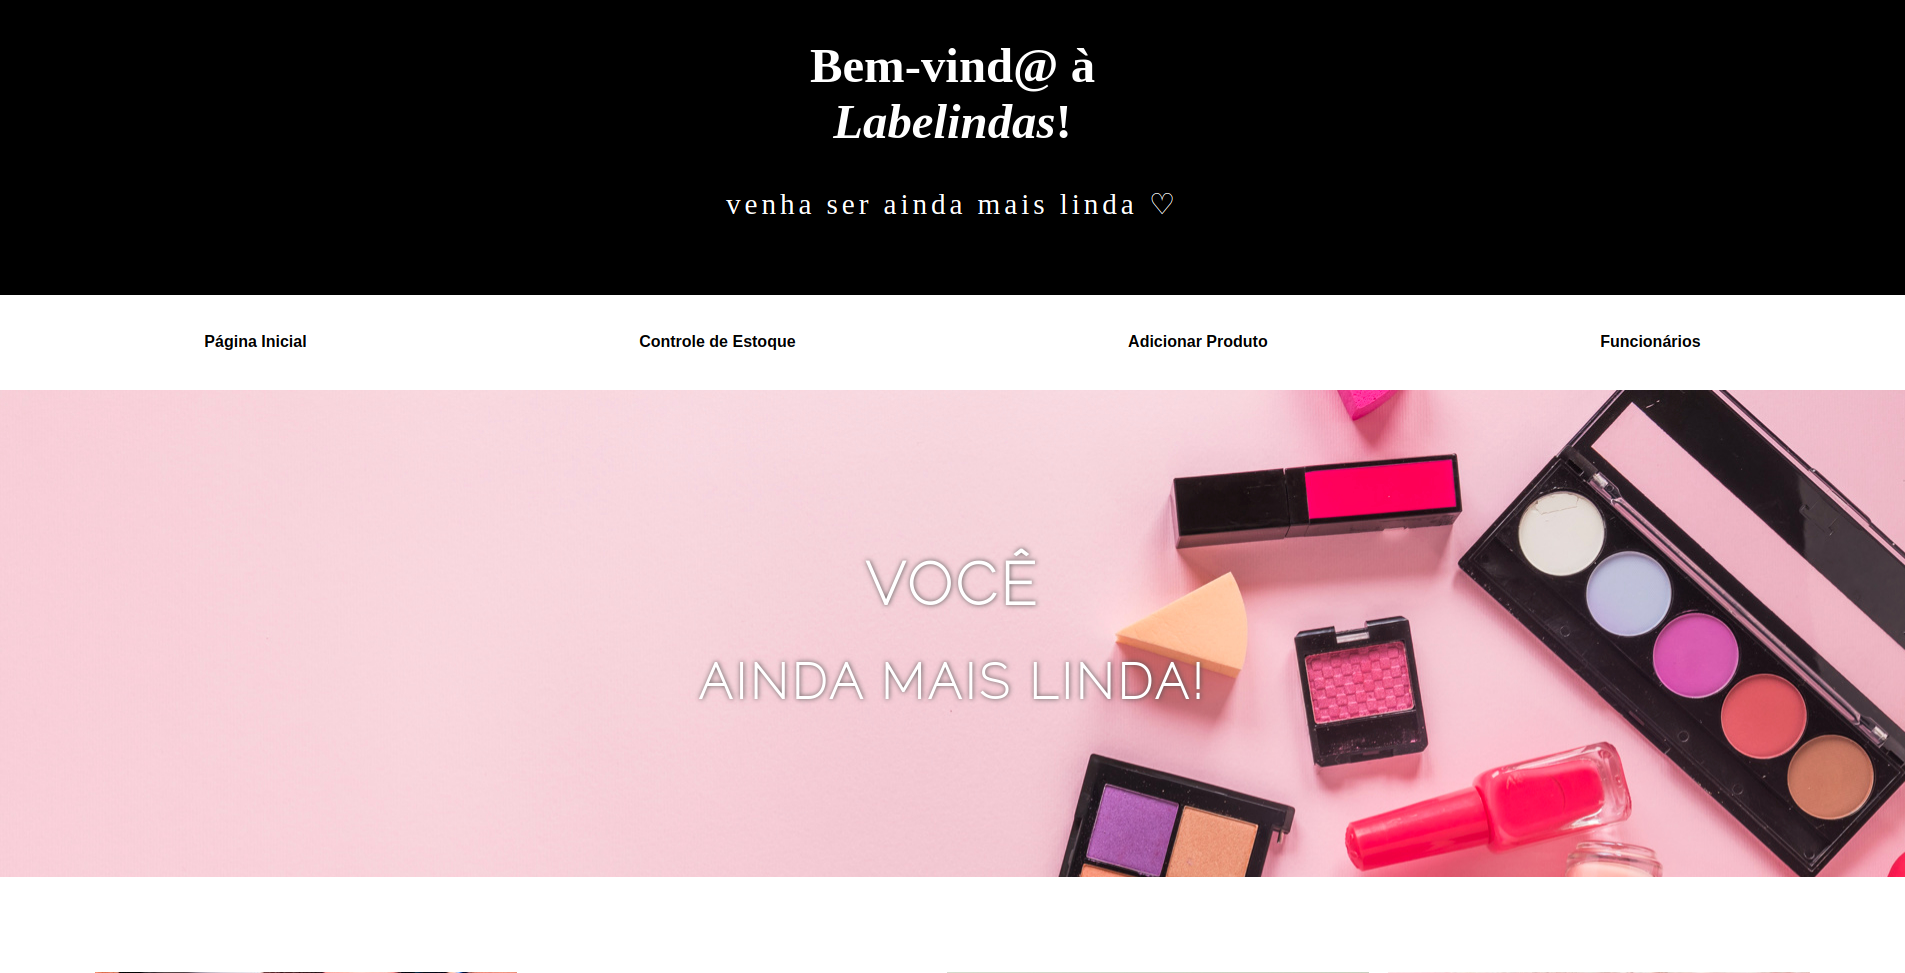 Bem-vind@ à
Labelindas!
venha ser ainda mais linda ♡
Página Inicial
Controle de Estoque
Adicionar Produto
Funcionários
VOCÊ
AINDA MAIS LINDA!